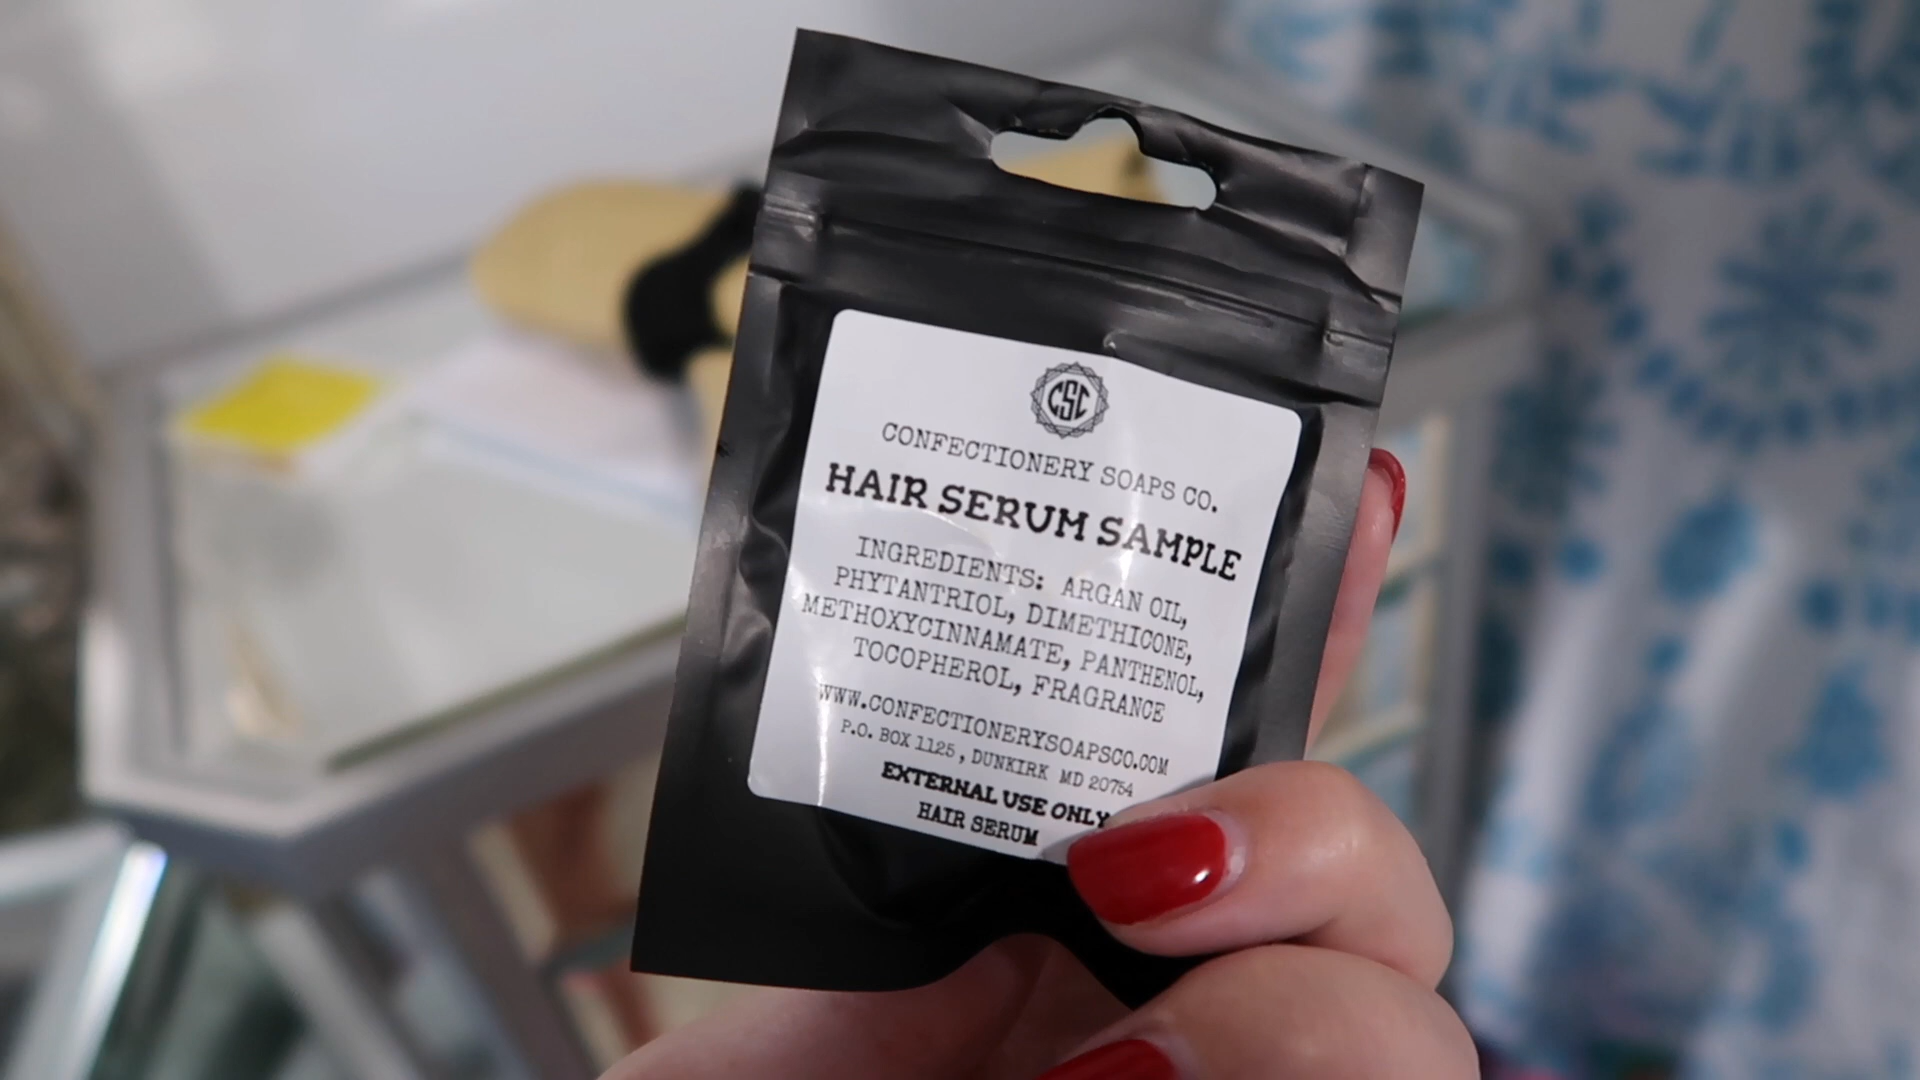 CSC
CONFECTIONERY SOAPS CO.
HAIR SERUM SAMPLE
INGREDIENTS: ARGAN OIL,
PHYTANTRIOL, DIMETHICONE,
METHOXYCINNAMATE, PANTHENOL,
TOCOPHEROL, FRAGRANCE
WWW.CONFECTIONERYSOAPSCO.COM
P.O. BOX 1125, DUNKIRK MD 20754
EXTERNAL USE ONLY
HAIR SERUM